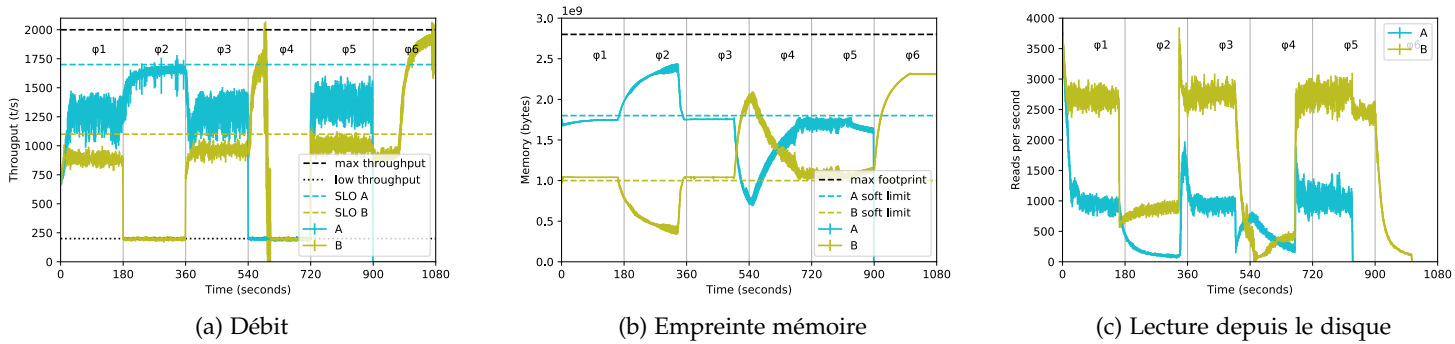 2000
1750
1500
1250
1000
750
500
250
0
Througput (t/s)
φ1 φ2 φ3 φ4 φ5 φ6
max throughput
low throughput
SLO A
SLO B
A
B
0 180 360 540 720 900 1080
Time (seconds)
(a) Débit
1e9
3.0
2.5
2.0
1.5
1.0
0.5
0.0
Memory (bytes)
φ1 φ2 φ3 φ4 φ5 φ6
max footprint
A soft limit
B soft limit
A
B
0 180 360 540 720 900 1080
Time (seconds)
(b) Empreinte mémoire
4000
3500
3000
2500
2000
1500
1000
500
0
Reads per second
φ1 φ2 φ3 φ4 φ5 φ6
A
B
0 180 360 540 720 900 1080
Time (seconds)
(c) Lecture depuis le disque